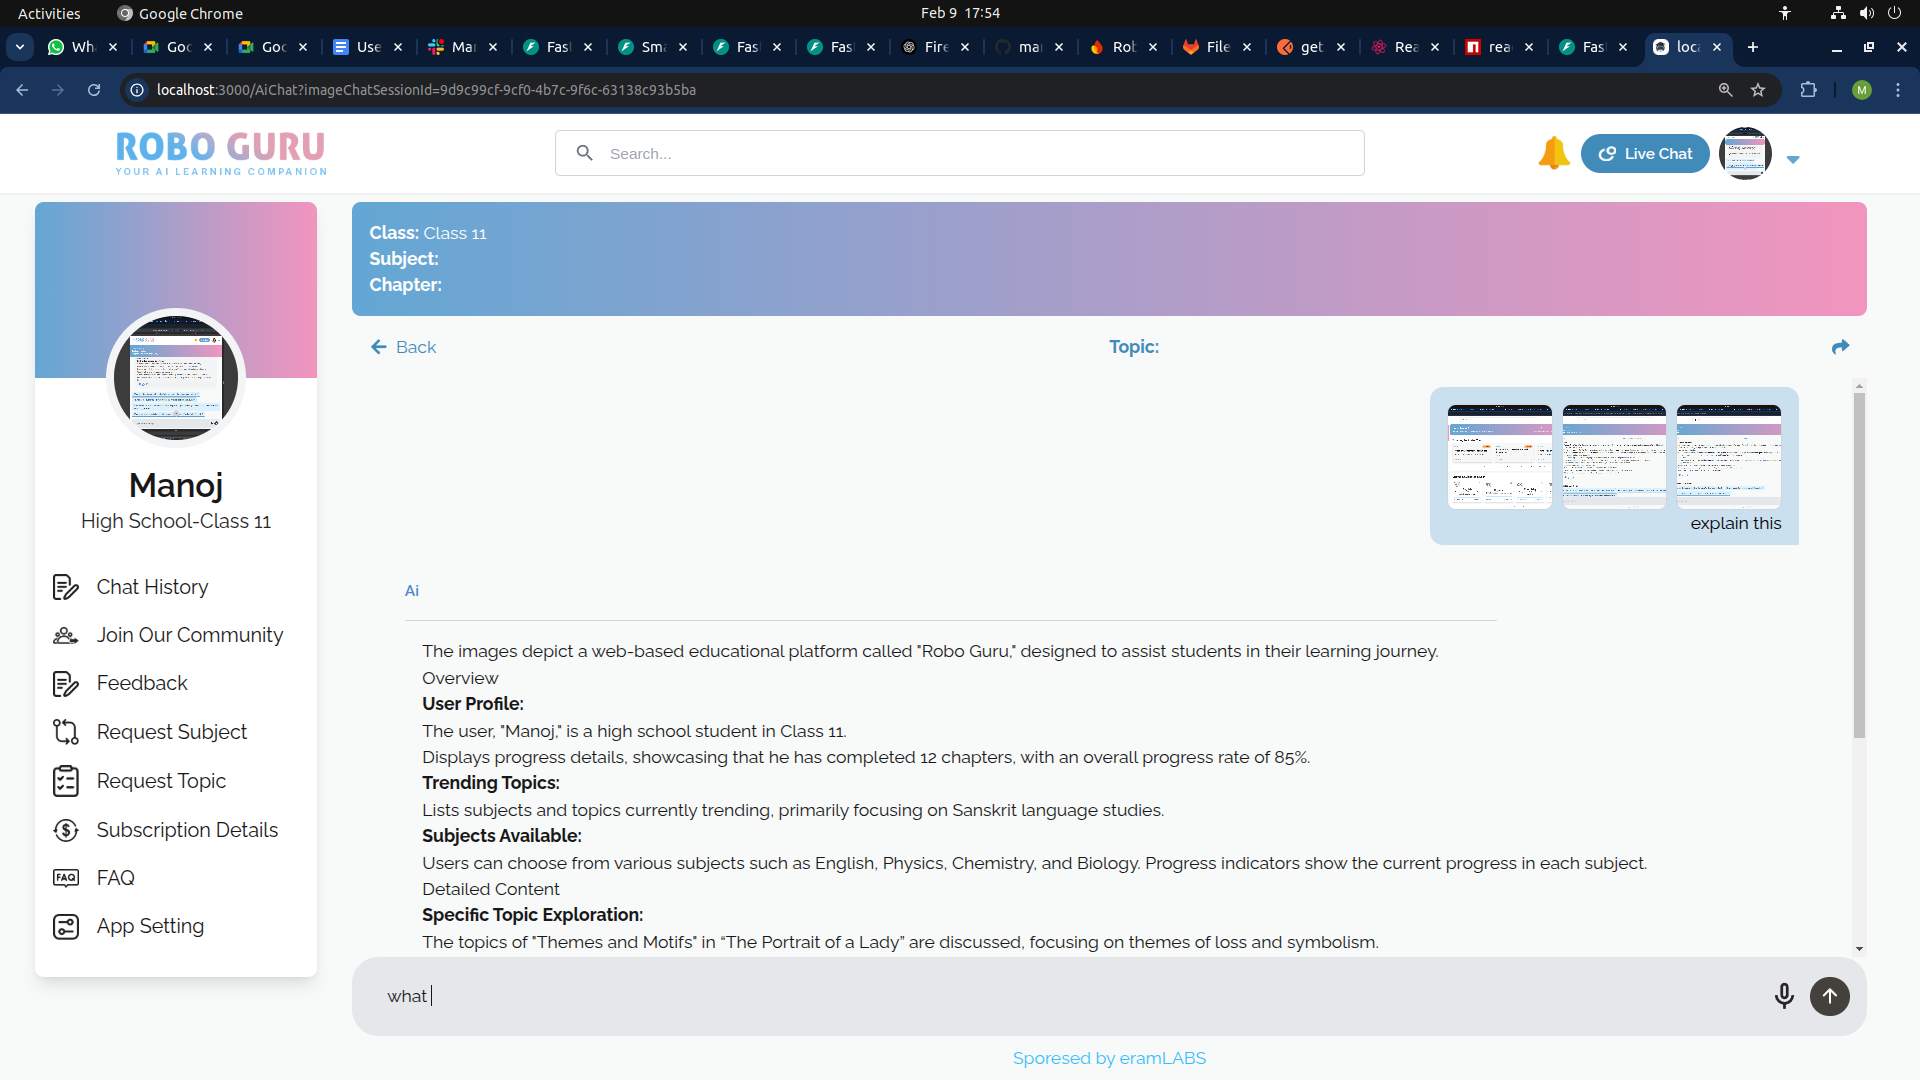 Activities
Google Chrome
Feb 9 17:54
Wh
Goo
Goo
Use
Mar
Fas
Sma
Fas
Fas
Fire
mar
Rob
File
get
Rea
rea
Fas
loca
localhost:3000/AiChat?imageChatSessionId=9d9c99cf-9cf0-4b7c-9f6c-63138c93b5ba
M
ROBO GURU
YOUR AI LEARNING COMPANION
Search...
Live Chat
Manoj
High School-Class 11
Chat History
Join Our Community
Feedback
Request Subject
Request Topic
Subscription Details
FAQ
FAQ
App Setting
Class: Class 11
Subject:
Chapter:
Back
Topic:
explain this
Ai
The images depict a web-based educational platform called "Robo Guru," designed to assist students in their learning journey.
Overview
User Profile:
The user, "Manoj," is a high school student in Class 11.
Displays progress details, showcasing that he has completed 12 chapters, with an overall progress rate of 85%.
Trending Topics:
Lists subjects and topics currently trending, primarily focusing on Sanskrit language studies.
Subjects Available:
Users can choose from various subjects such as English, Physics, Chemistry, and Biology. Progress indicators show the current progress in each subject.
Detailed Content
Specific Topic Exploration:
The topics of "Themes and Motifs" in “The Portrait of a Lady” are discussed, focusing on themes of loss and symbolism.
what
Sporesed by eramLABS